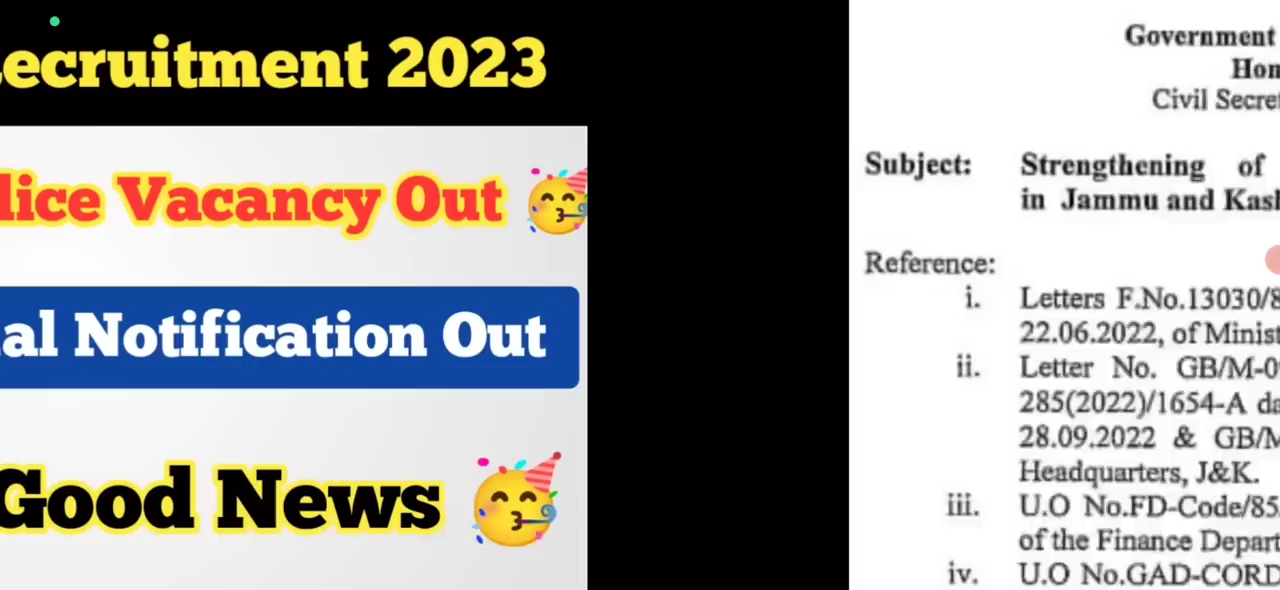 ecruitment 2023
lice Vacancy Out
al Notification Out
Good News
Government
Hon
Civil Secret
Subject: Strengthening of
in Jammu and Kash
Reference:
i. Letters F.No.13030/8
22.06.2022, of Minist
ii. Letter No. GB/M-0
285(2022)/1654-A da
28.09.2022 & GB/M
Headquarters, J&K.
iii. U.O No.FD-Code/85
of the Finance Depart
iv. U.O No.GAD-CORD